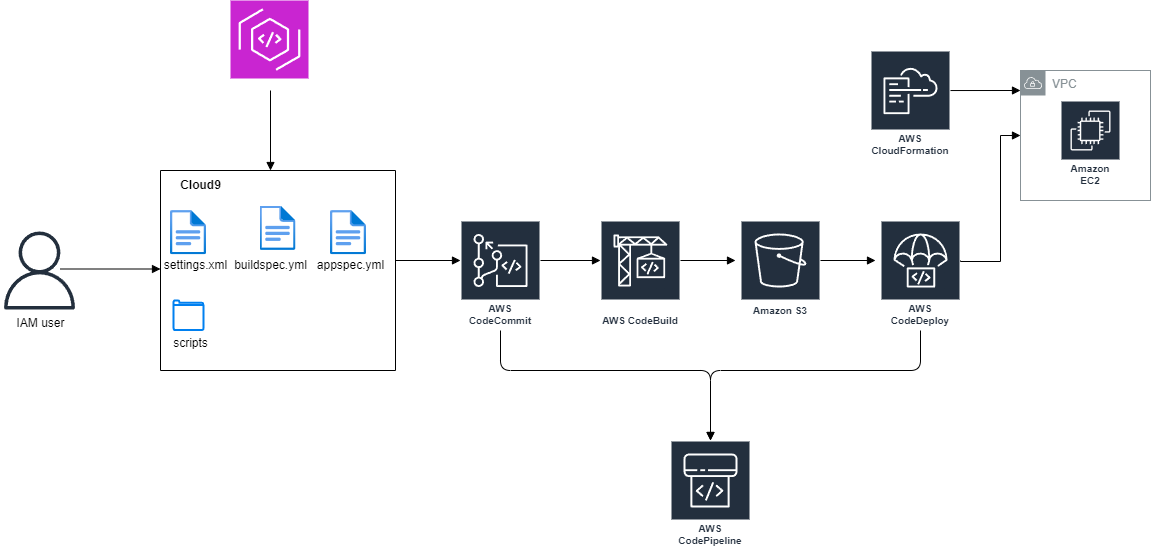 VPC
AWS
CloudFormation
Amazon
EC2
Cloud9
settings.xml
buildspec.yml
appspec.yml
scripts
IAM user
AWS
CodeCommit
AWS CodeBuild
Amazon S3
AWS
CodeDeploy
AWS
CodePipeline